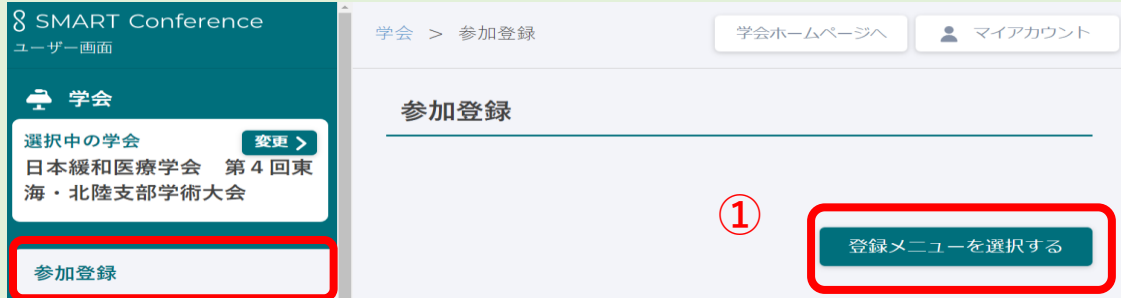 SMART Conference
ユーザー画面
学会
選択中の学会
変更 >
日本緩和医療学会　第４回東
海・北陸支部学術大会
参加登録
学会 > 参加登録
学会ホームページへ
マイアカウント
参加登録
①
登録メニューを選択する